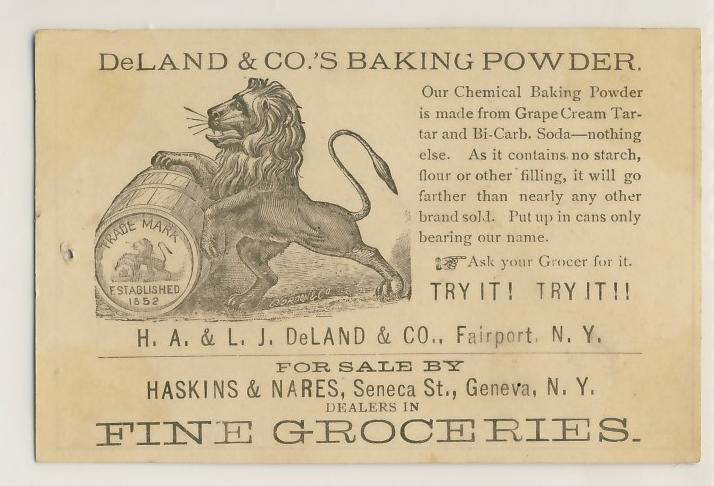 DeLAND & CO.'S BAKING POWDER.
Our Chemical Baking Powder
is made from Grape Cream Tar-
tar and Bi-Carb. Soda—nothing
else. As it contains no starch,
flour or other filling, it will go
farther than nearly any other
brand sold. Put up in cans only
bearing our name.
☞ Ask your Grocer for it.
TRY IT! TRY IT!!
TRADE MARK
ESTABLISHED
1852
H. A. & L. J. DeLAND & CO., Fairport, N. Y.
FOR SALE BY
HASKINS & NARES, Seneca St., Geneva, N. Y.
DEALERS IN
FINE GROCERIES.